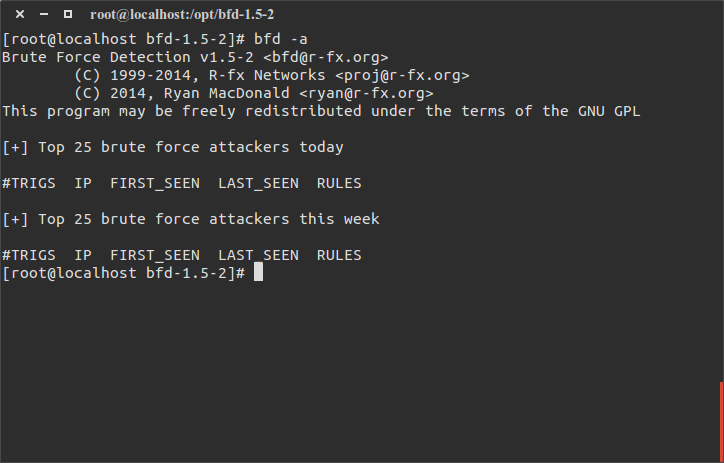 root@localhost:/opt/bfd-1.5-2
[root@localhost bfd-1.5-2]# bfd -a
Brute Force Detection v1.5-2 <bfd@r-fx.org>
        (C) 1999-2014, R-fx Networks <proj@r-fx.org>
        (C) 2014, Ryan MacDonald <ryan@r-fx.org>
This program may be freely redistributed under the terms of the GNU GPL
[+] Top 25 brute force attackers today
#TRIGS  IP  FIRST_SEEN  LAST_SEEN  RULES
[+] Top 25 brute force attackers this week
#TRIGS  IP  FIRST_SEEN  LAST_SEEN  RULES
[root@localhost bfd-1.5-2]#